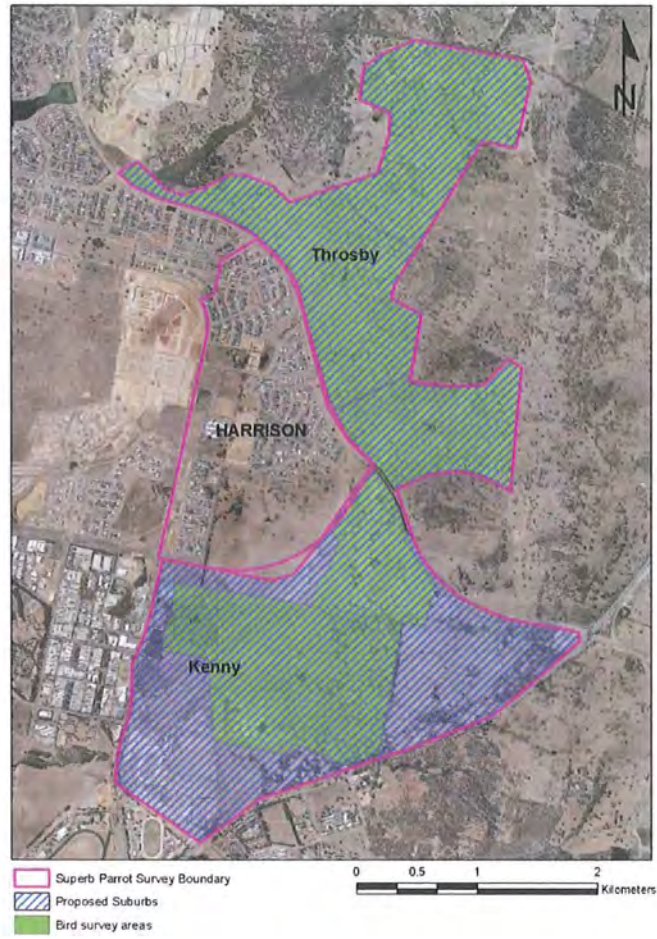 N
Throsby
HARRISON
Kenny
Superb Parrot Survey Boundary
Proposed Suburbs
Bird survey areas
0 0.5 1 2
Kilometers